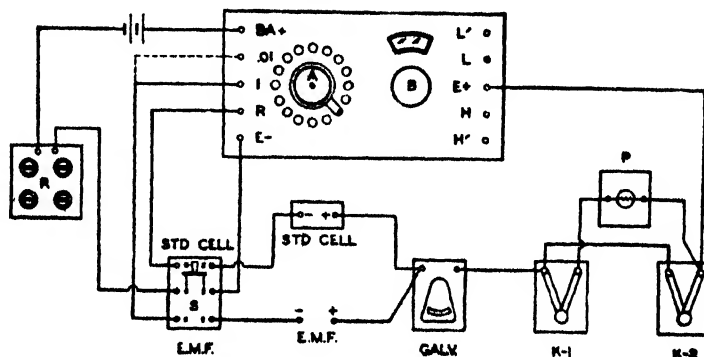 BA+
.01
I
R
E-
A
B
L'
L
E+
H
H'
R
P
- +
STD CELL
STD CELL
S
- +
E.M.F.
E.M.F.
GALV.
K-1
K-2